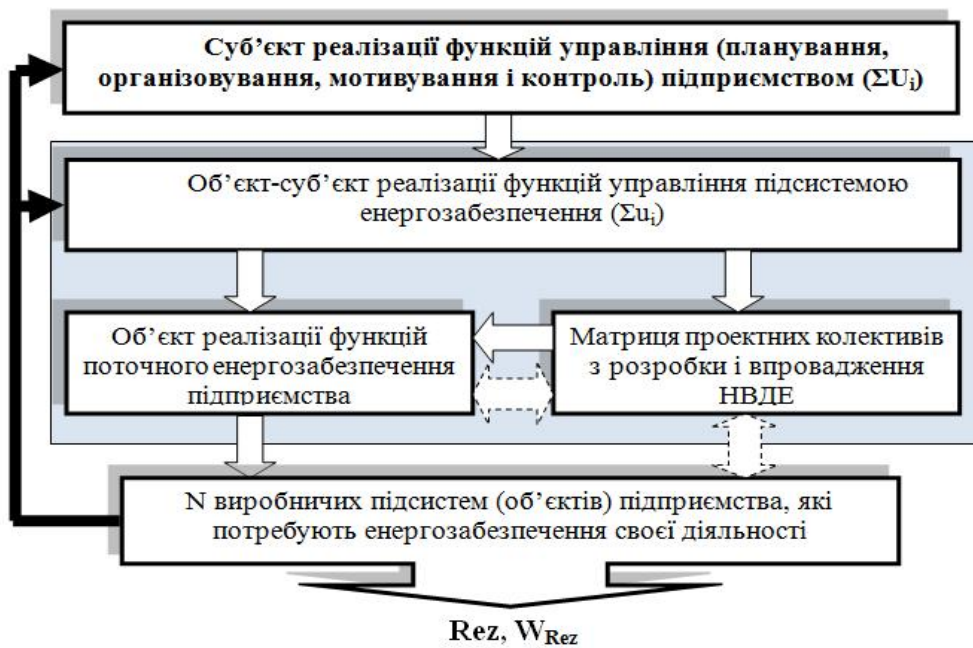 Суб’єкт реалізації функцій управління (планування,
організовування, мотивування і контроль) підприємством (ΣUᵢ)
Об’єкт-суб’єкт реалізації функцій управління підсистемою
енергозабезпечення (Σuᵢ)
Об’єкт реалізації функцій
поточного енергозабезпечення
підприємства
Матриця проектних колективів
з розробки і впровадження
НВДЕ
N виробничих підсистем (об’єктів) підприємства, які
потребують енергозабезпечення своєї діяльності
Rez, W_Rez